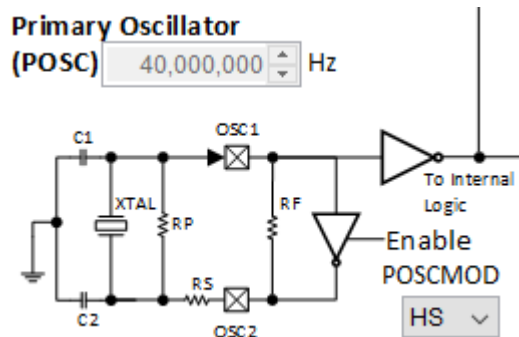 Primary Oscillator
(POSC) 40,000,000 Hz
OSC1
C1
XTAL
RP
RF
To Internal
Logic
Enable
POSCMOD
RS
C2
OSC2
HS